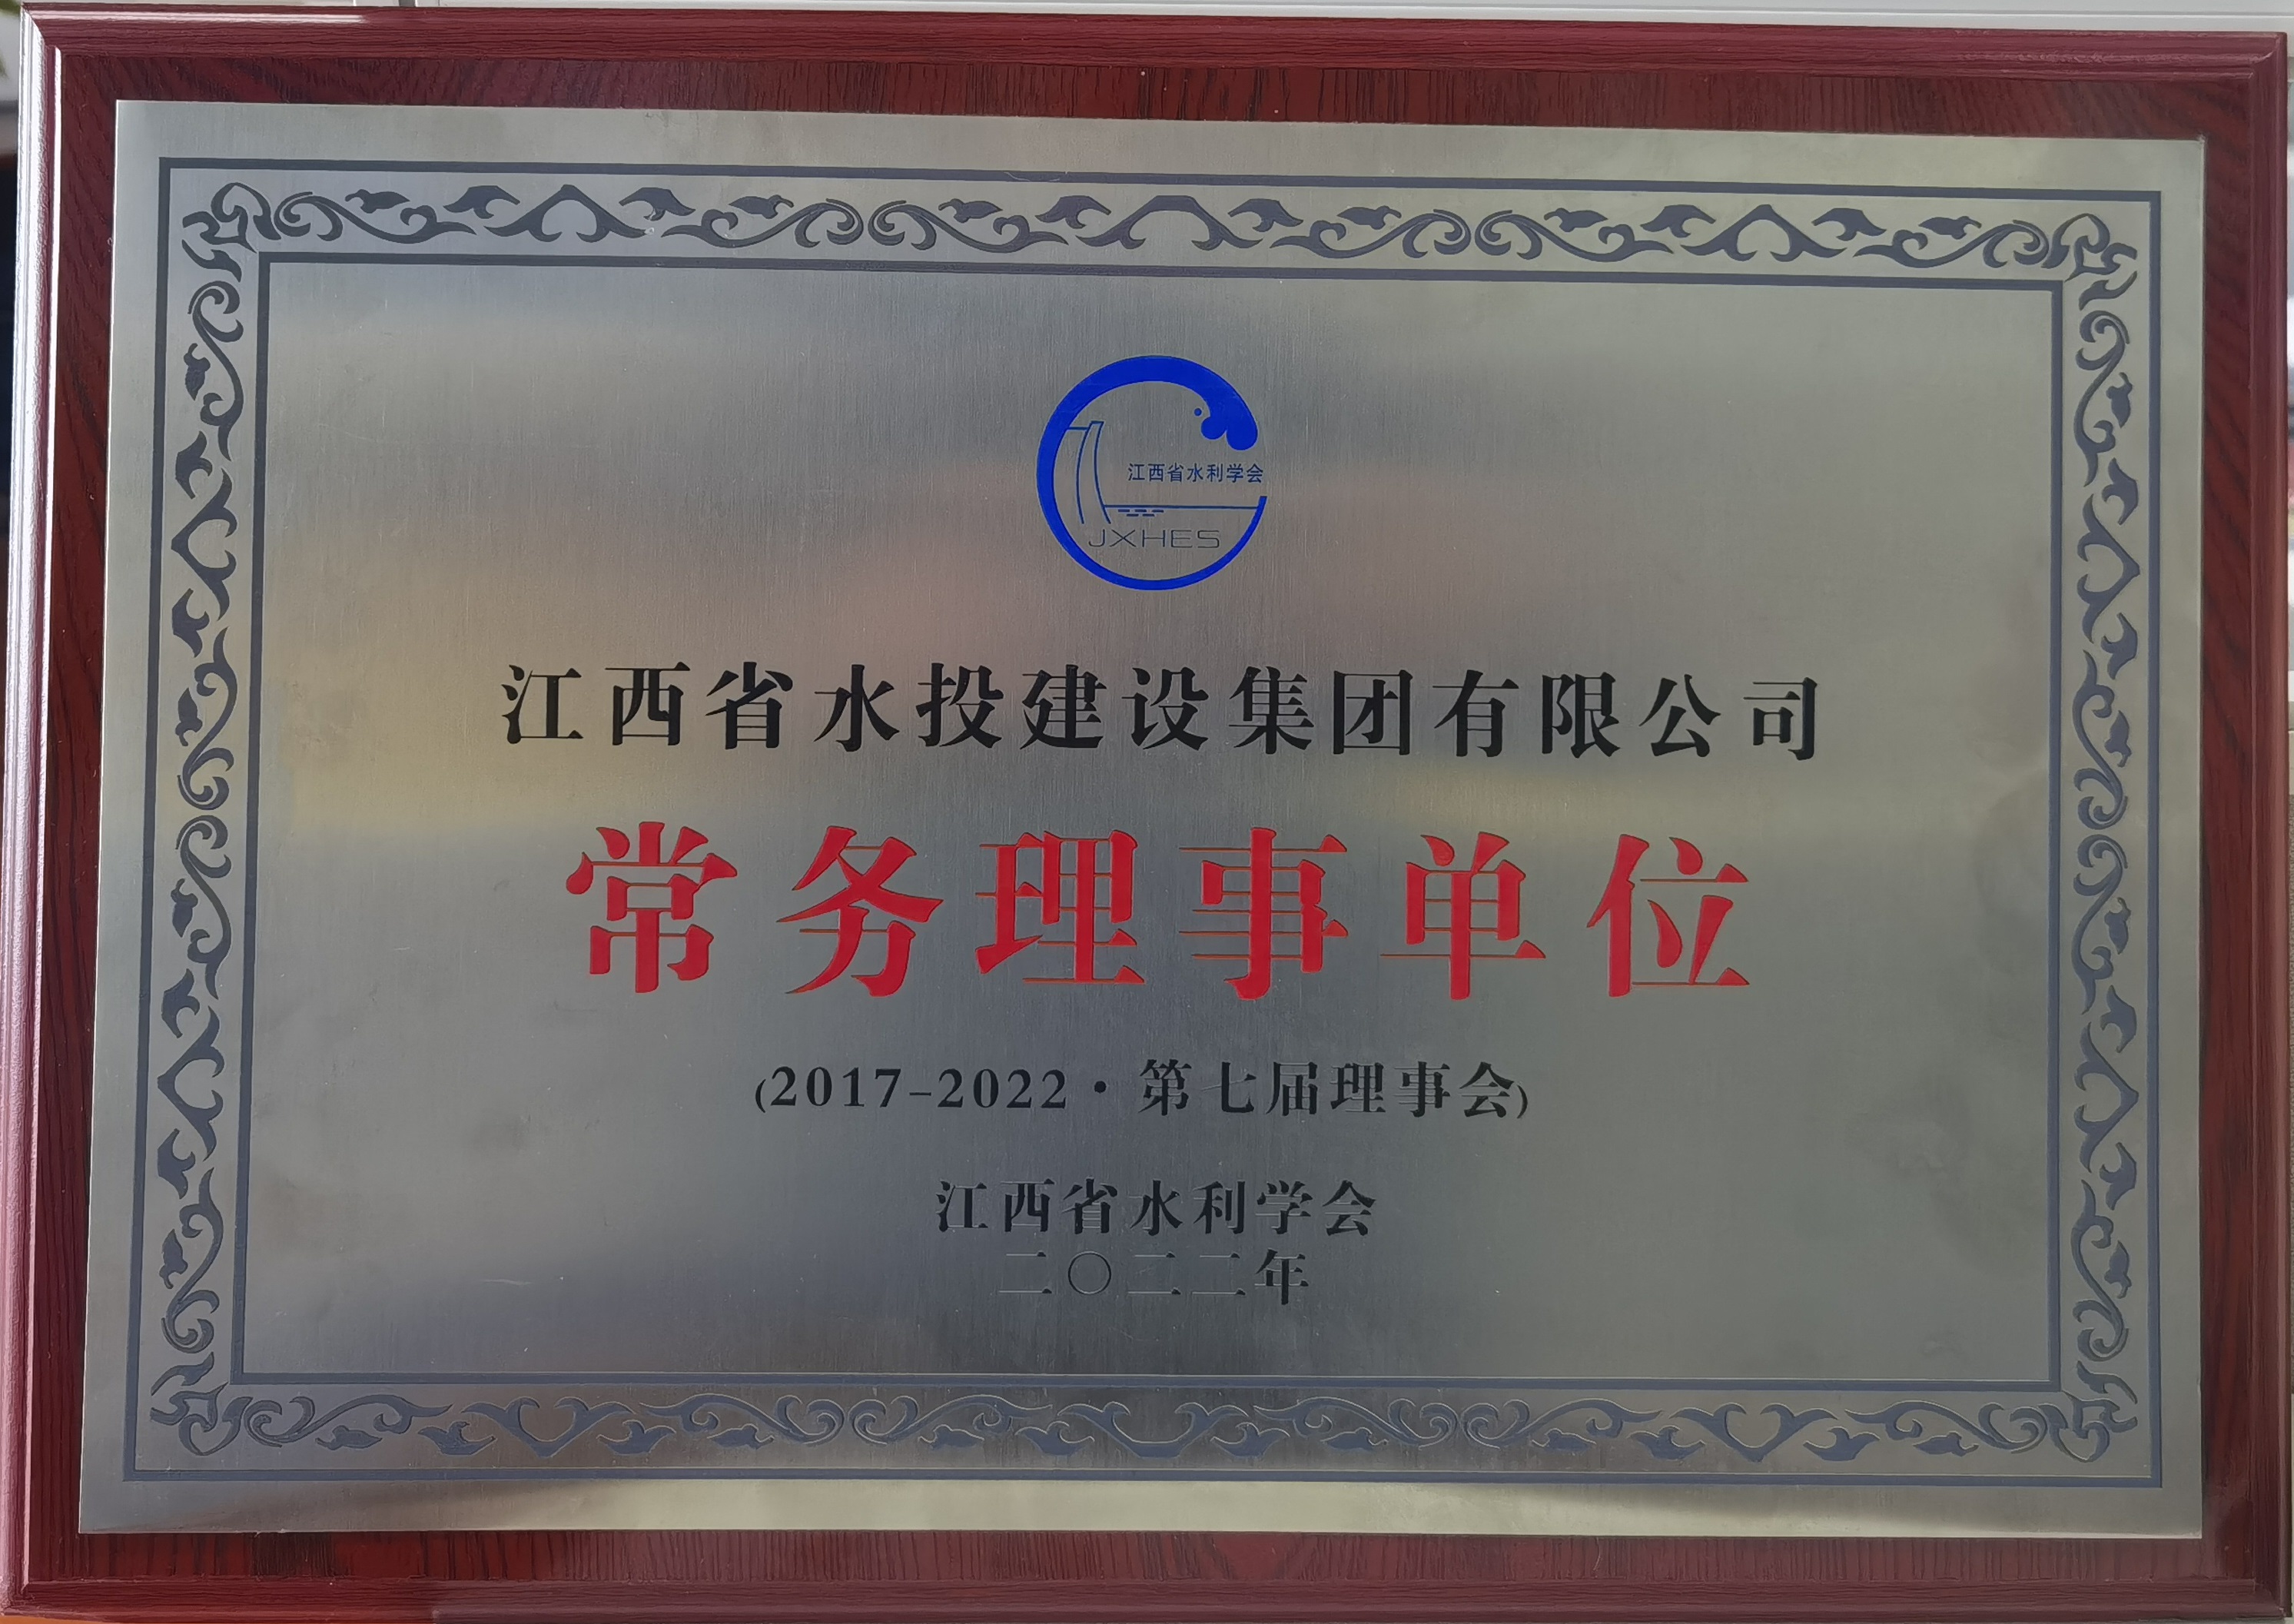 江西省水利学会
JXHES
江西省水投建设集团有限公司
常务理事单位
(2017-2022·第七届理事会)
江西省水利学会
二〇二二年